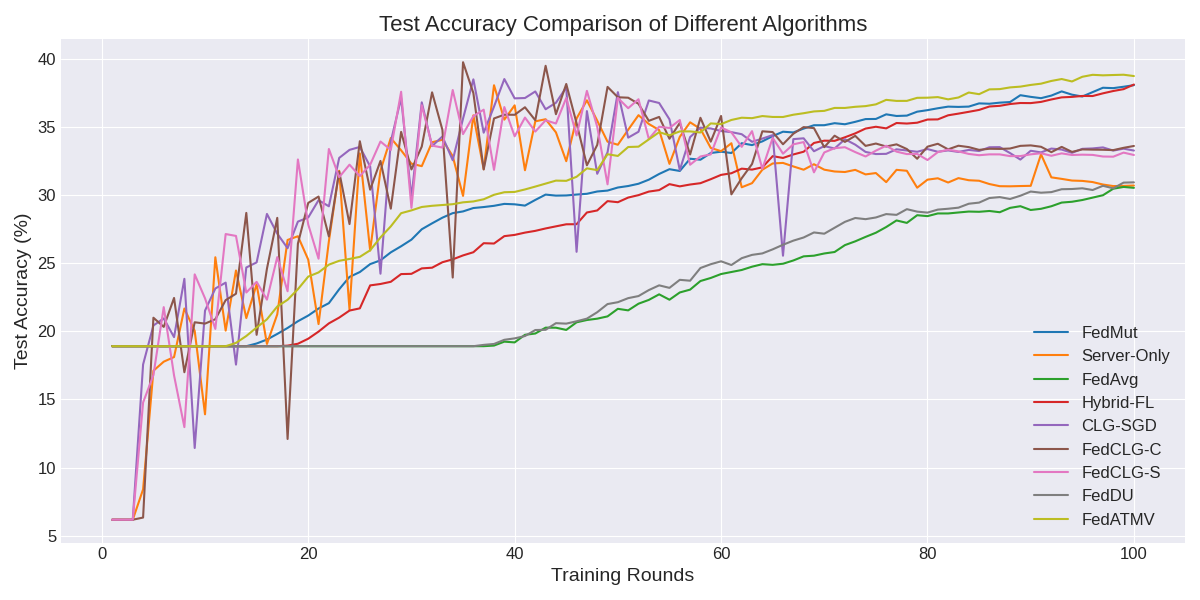 Test Accuracy Comparison of Different Algorithms
Test Accuracy (%)
40
35
30
25
20
15
10
5
0
20
40
60
80
100
Training Rounds
FedMut
Server-Only
FedAvg
Hybrid-FL
CLG-SGD
FedCLG-C
FedCLG-S
FedDU
FedATMV